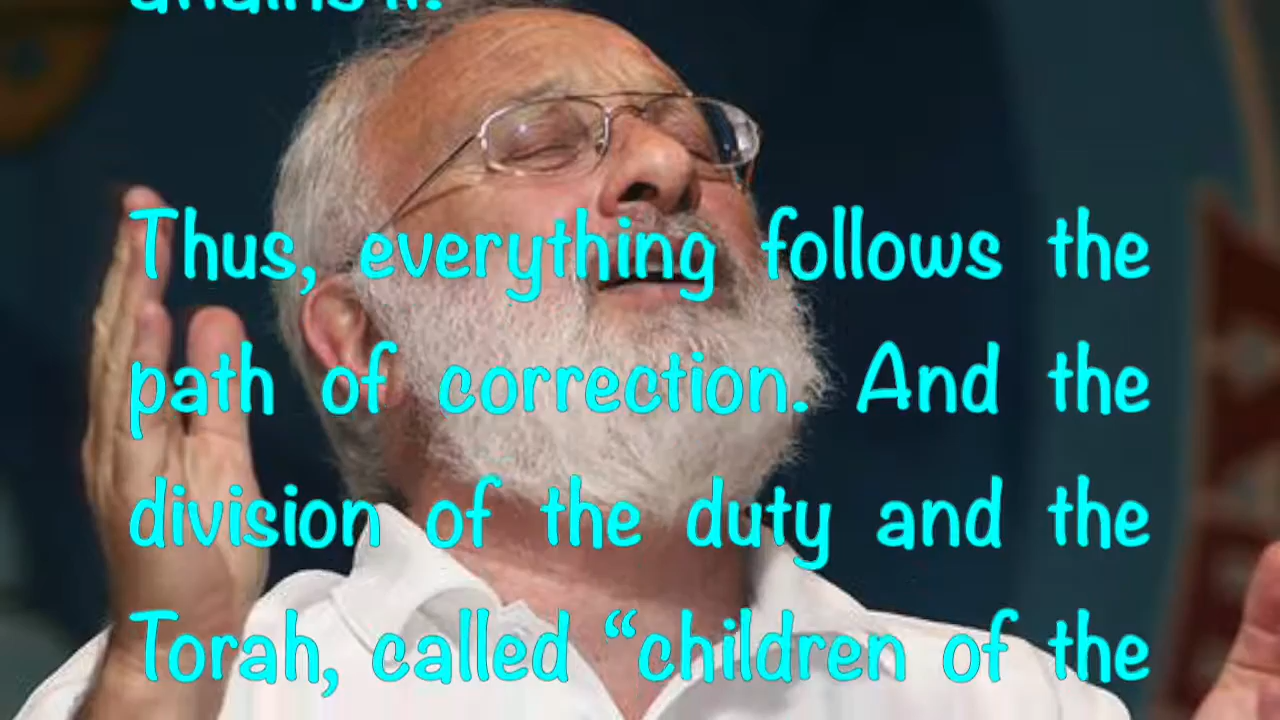 Thus, everything follows the
path of correction. And the
division of the duty and the
Torah, called “children of the